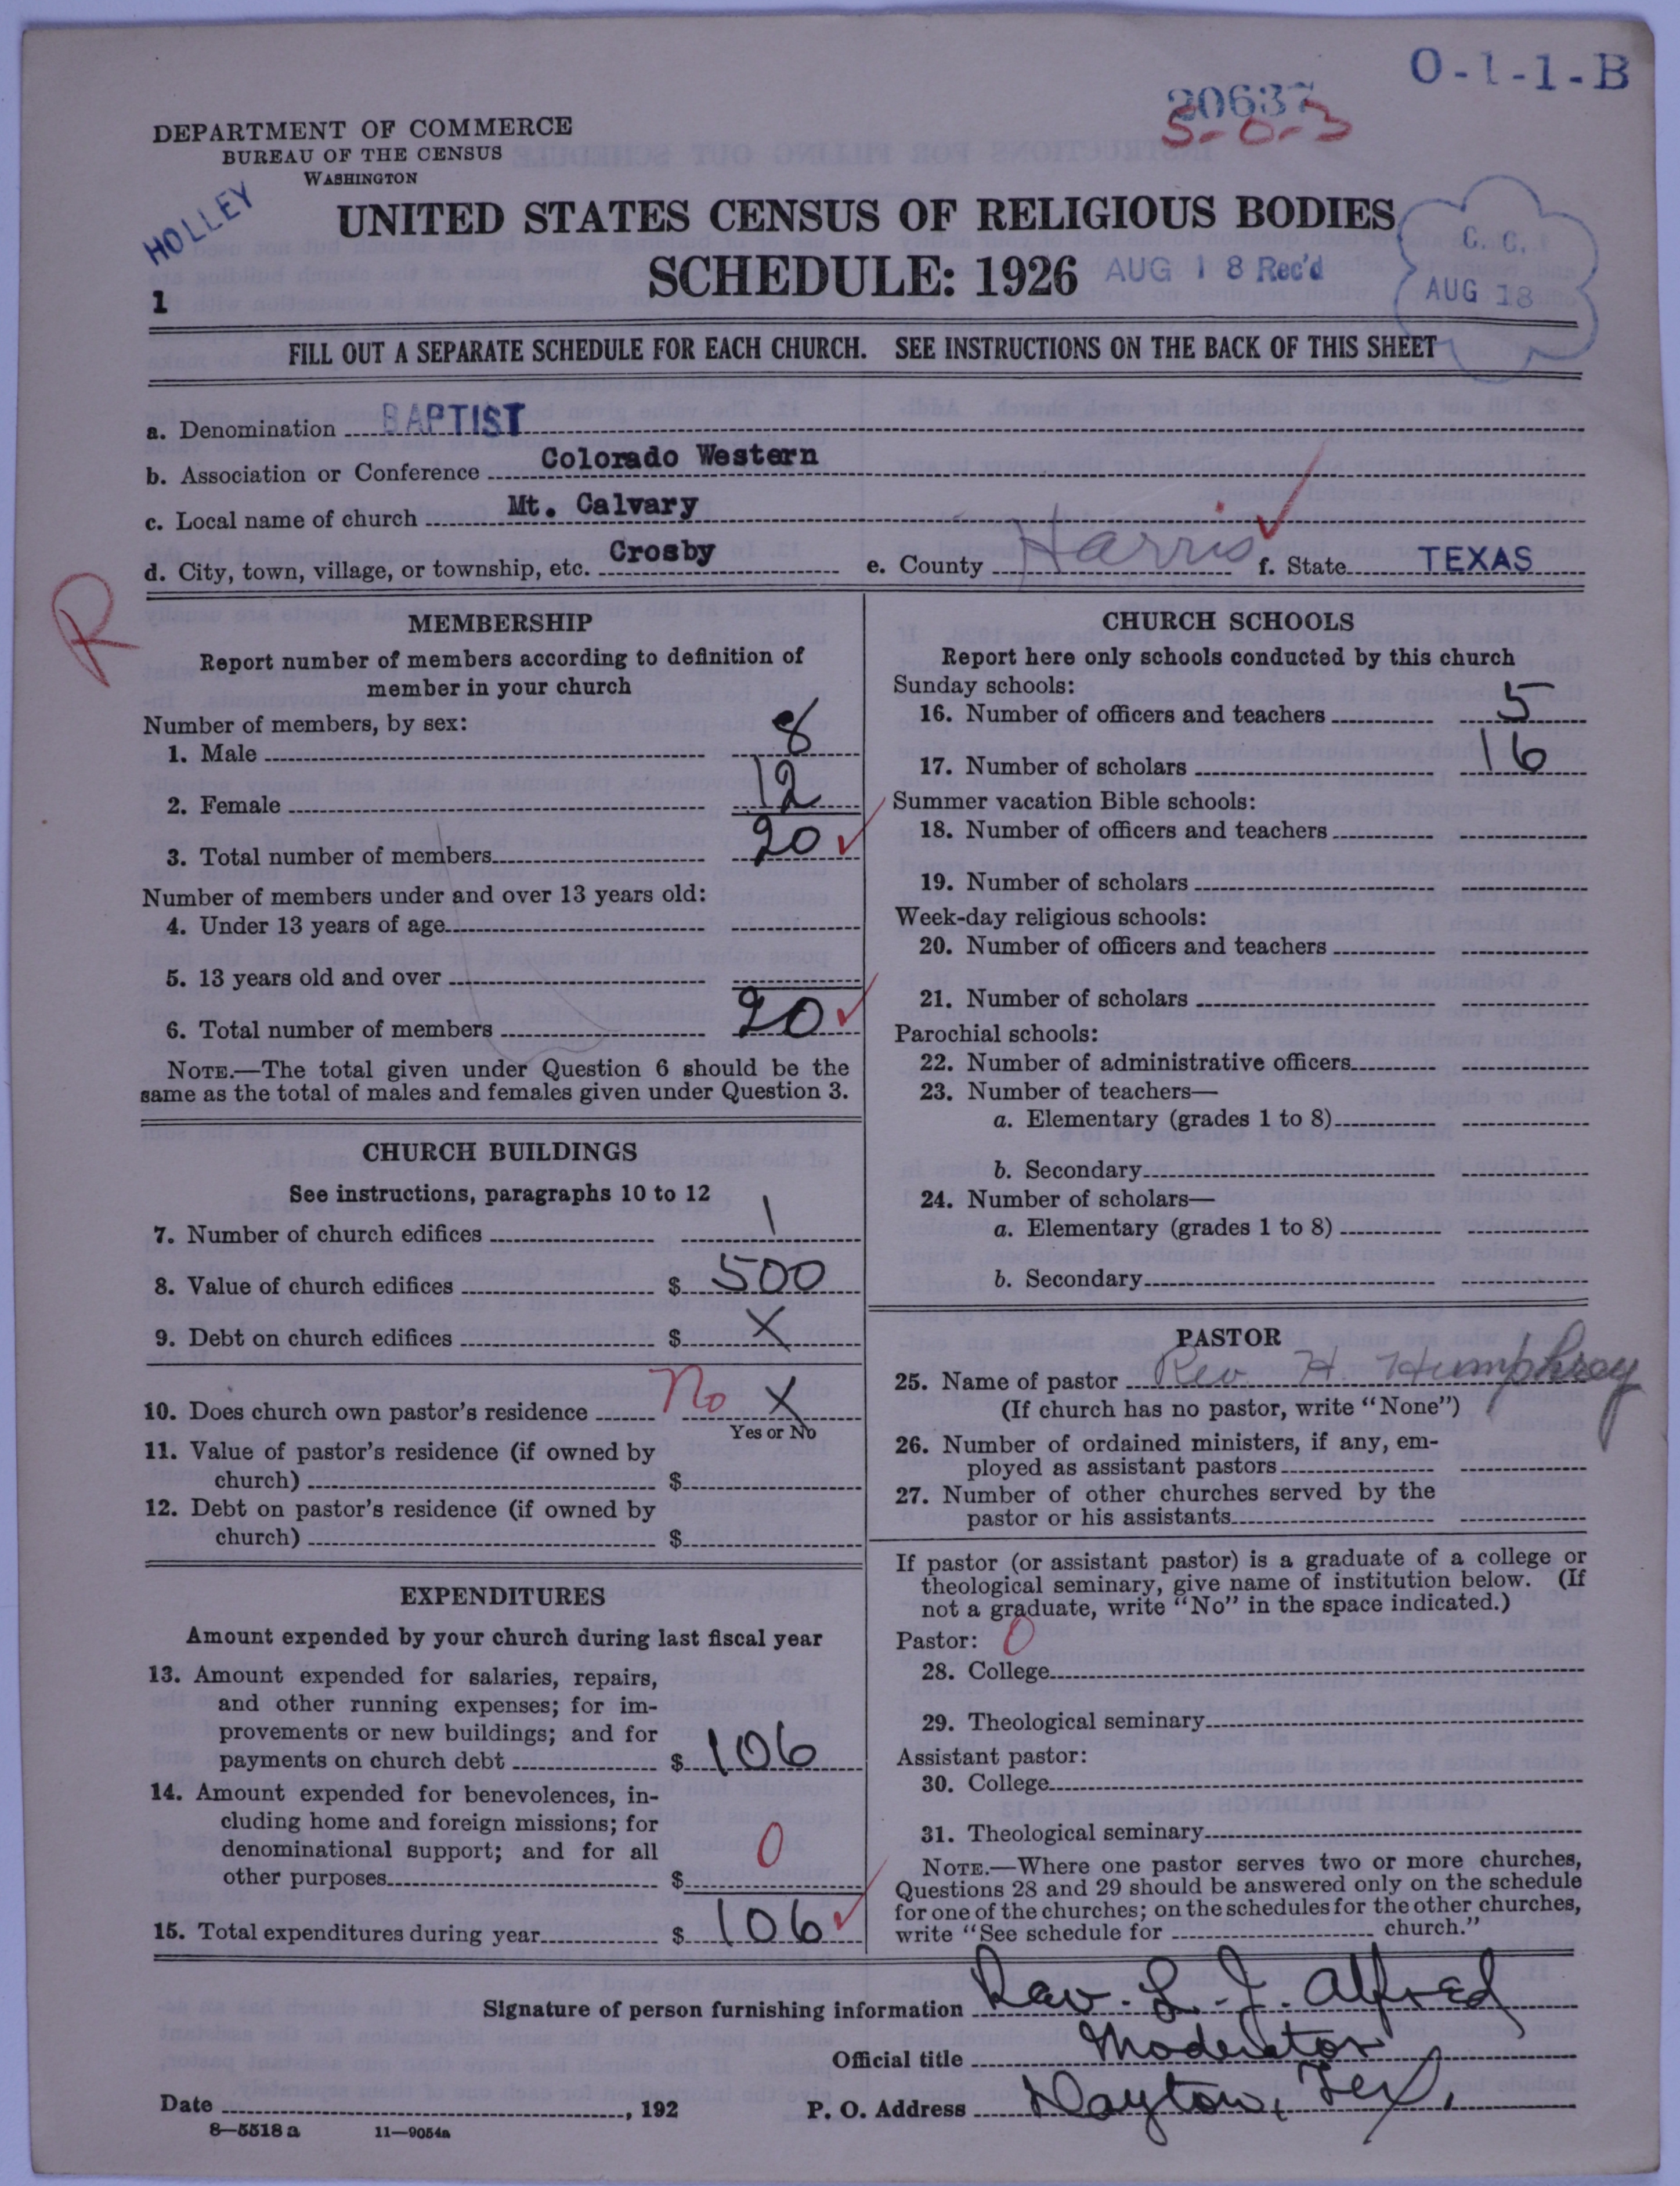 O-1-1-B
20637
5-0-3
DEPARTMENT OF COMMERCE
BUREAU OF THE CENSUS
WASHINGTON
HOLLEY
UNITED STATES CENSUS OF RELIGIOUS BODIES
SCHEDULE: 1926 AUG 18 Rec'd
C. C.
AUG 18
1
FILL OUT A SEPARATE SCHEDULE FOR EACH CHURCH. SEE INSTRUCTIONS ON THE BACK OF THIS SHEET
a. Denomination BAPTIST
b. Association or Conference Colorado Western
c. Local name of church Mt. Calvary
d. City, town, village, or township, etc. Crosby e. County Harris f. State TEXAS
R
MEMBERSHIP
Report number of members according to definition of
member in your church
Number of members, by sex:
1. Male 8
2. Female 12
3. Total number of members 20
Number of members under and over 13 years old:
4. Under 13 years of age
5. 13 years old and over
6. Total number of members 20
NOTE.—The total given under Question 6 should be the
same as the total of males and females given under Question 3.
CHURCH BUILDINGS
See instructions, paragraphs 10 to 12
7. Number of church edifices 1
8. Value of church edifices $ 500
9. Debt on church edifices $ X
10. Does church own pastor's residence No X
Yes or No
11. Value of pastor's residence (if owned by
church) $
12. Debt on pastor's residence (if owned by
church) $
EXPENDITURES
Amount expended by your church during last fiscal year
13. Amount expended for salaries, repairs,
and other running expenses; for im-
provements or new buildings; and for
payments on church debt $ 106
14. Amount expended for benevolences, in-
cluding home and foreign missions; for
denominational support; and for all
other purposes $ 0
15. Total expenditures during year $ 106
CHURCH SCHOOLS
Report here only schools conducted by this church
Sunday schools:
16. Number of officers and teachers 5
17. Number of scholars 16
Summer vacation Bible schools:
18. Number of officers and teachers
19. Number of scholars
Week-day religious schools:
20. Number of officers and teachers
21. Number of scholars
Parochial schools:
22. Number of administrative officers
23. Number of teachers—
a. Elementary (grades 1 to 8)
b. Secondary
24. Number of scholars—
a. Elementary (grades 1 to 8)
b. Secondary
PASTOR
25. Name of pastor Rev. H. Humphrey
(If church has no pastor, write "None")
26. Number of ordained ministers, if any, em-
ployed as assistant pastors
27. Number of other churches served by the
pastor or his assistants
If pastor (or assistant pastor) is a graduate of a college or
theological seminary, give name of institution below. (If
not a graduate, write "No" in the space indicated.)
Pastor: 0
28. College
29. Theological seminary
Assistant pastor:
30. College
31. Theological seminary
NOTE.—Where one pastor serves two or more churches,
Questions 28 and 29 should be answered only on the schedule
for one of the churches; on the schedules for the other churches,
write "See schedule for church."
Signature of person furnishing information Rev. L. J. Alfred
Official title Moderator
Date , 192 P. O. Address Dayton, Tex.
8—5518 a 11—9054a